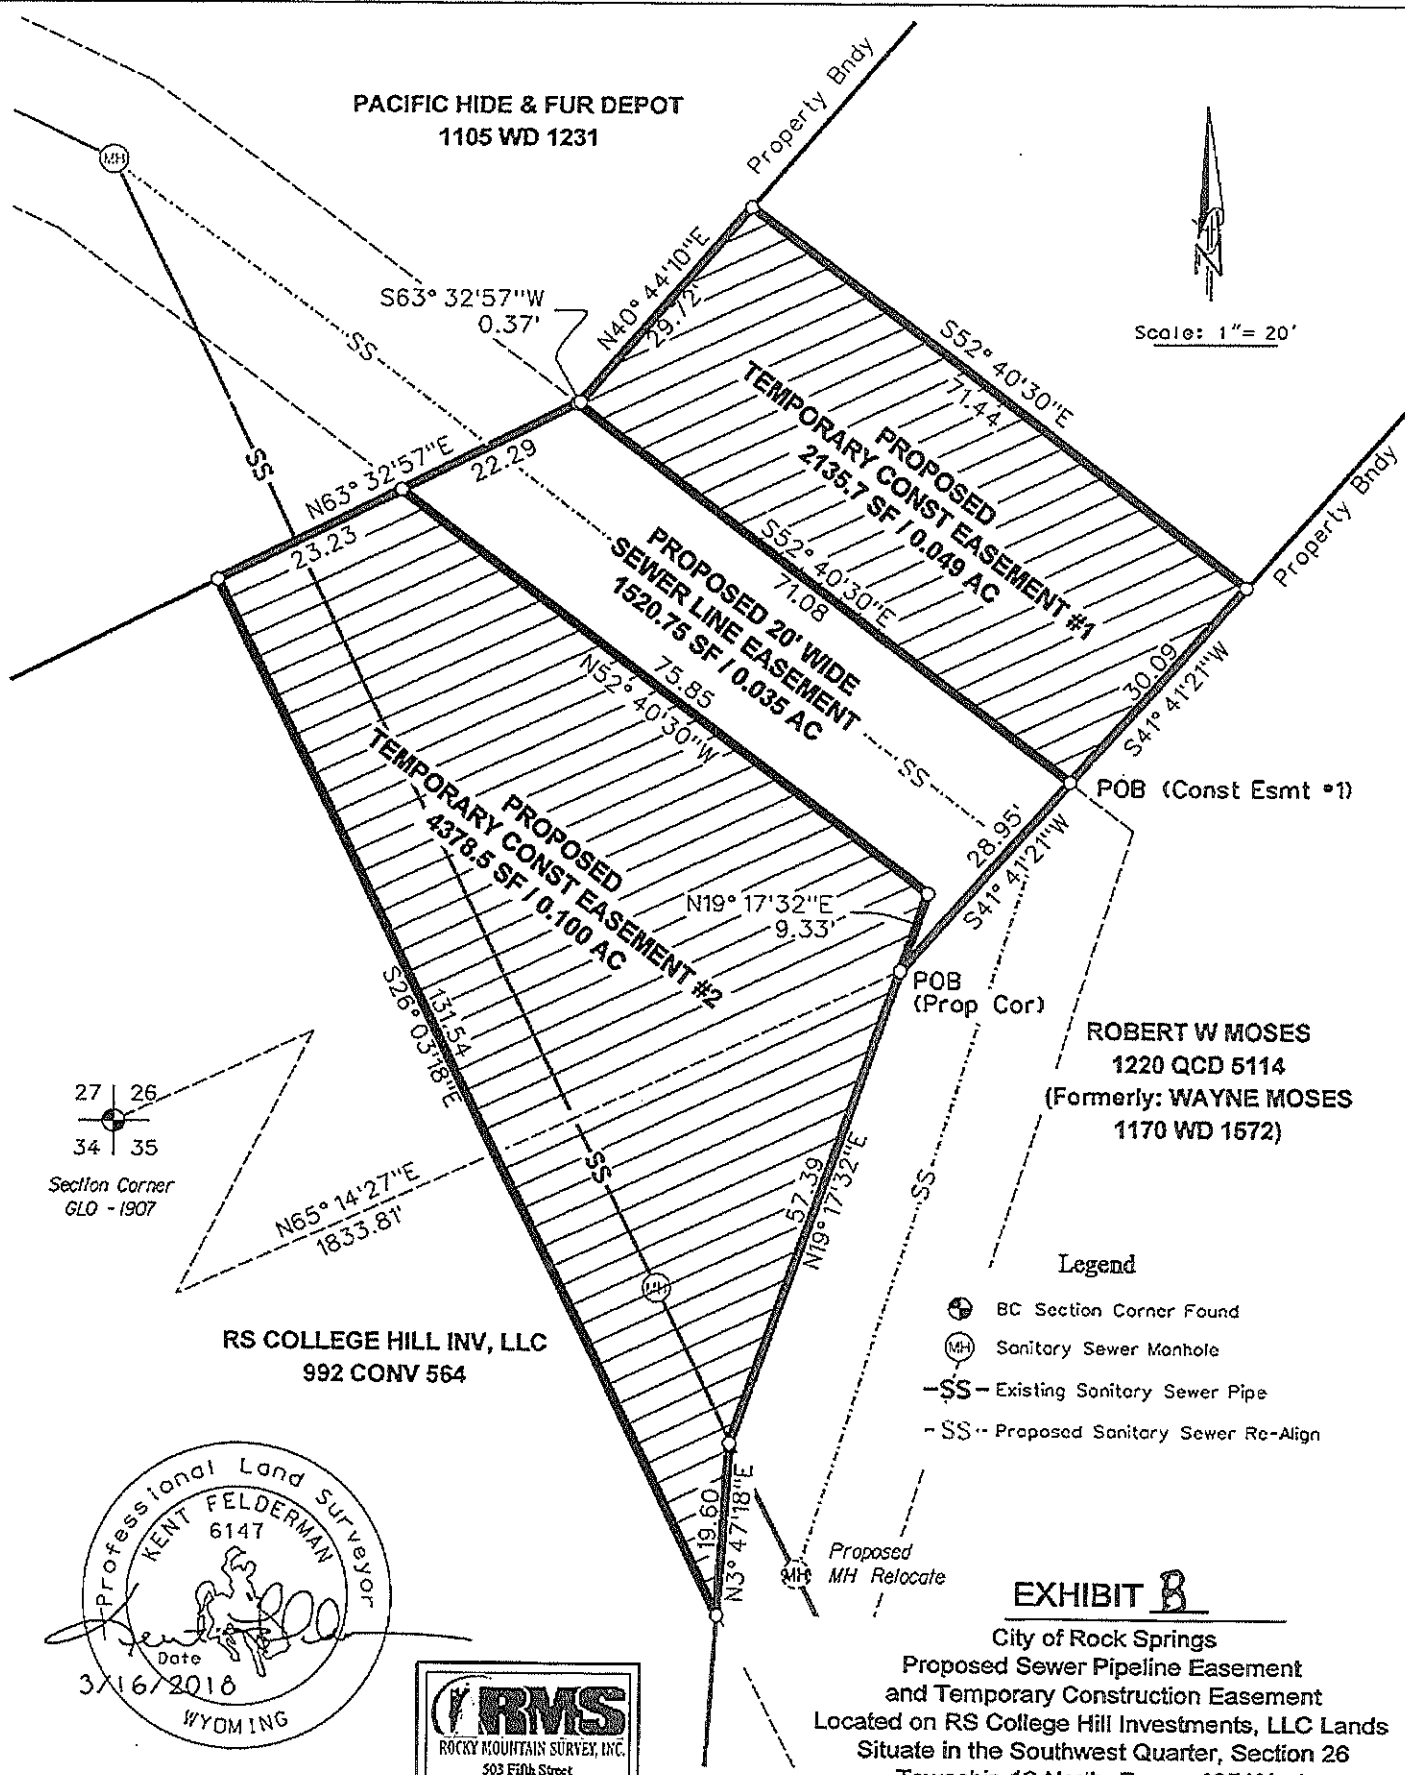 PACIFIC HIDE & FUR DEPOT
1105 WD 1231
Property Bndy
MH
N
Scale: 1"= 20'
S63° 32'57"W
0.37'
N40° 44'10"E
29.72'
S52° 40'30"E
71.44
PROPOSED
TEMPORARY CONST EASEMENT #1
2135.7 SF / 0.049 AC
Property Bndy
SS
SS
N63° 32'57"E
22.29
23.23
S52° 40'30"E
71.08
PROPOSED 20' WIDE
SEWER LINE EASEMENT
1520.75 SF / 0.035 AC
75.85
N52° 40'30"W
30.09
S41° 41'21"W
SS
POB (Const Esmt #1)
28.95'
S41° 41'21"W
PROPOSED
TEMPORARY CONST EASEMENT #2
4378.5 SF / 0.100 AC
N19° 17'32"E
9.33'
POB
(Prop Cor)
131.54
S26° 03'18"E
ROBERT W MOSES
1220 QCD 5114
(Formerly: WAYNE MOSES
1170 WD 1572)
27 26
34 35
Section Corner
GLO - 1907
N65° 14'27"E
1833.81'
SS
57.39
N19° 17'32"E
SS
MH
RS COLLEGE HILL INV, LLC
992 CONV 564
Legend
BC Section Corner Found
MH Sanitary Sewer Manhole
-SS- Existing Sanitary Sewer Pipe
-SS-- Proposed Sanitary Sewer Re-Align
19.60
N3° 47'18"E
MH
Proposed
MH Relocate
Professional Land Surveyor
KENT FELDERMAN
6147
Date
3/16/2018
WYOMING
RMS
ROCKY MOUNTAIN SURVEY, INC.
503 Fifth Street
EXHIBIT B
City of Rock Springs
Proposed Sewer Pipeline Easement
and Temporary Construction Easement
Located on RS College Hill Investments, LLC Lands
Situate in the Southwest Quarter, Section 26